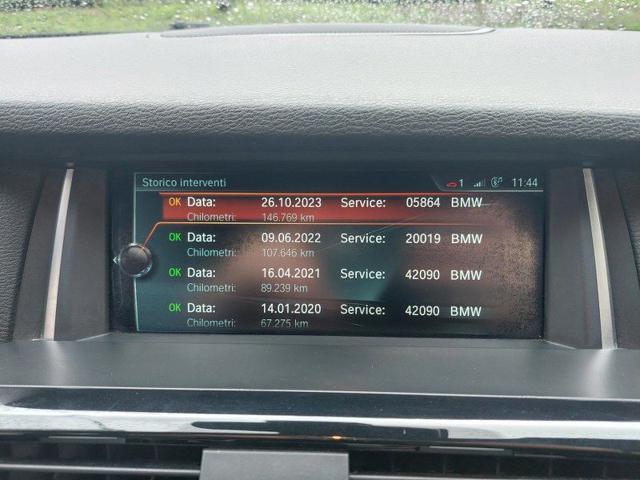 Storico interventi 1 11:44
OK Data: 26.10.2023 Service: 05864 BMW
Chilometri: 146.769 km
OK Data: 09.06.2022 Service: 20019 BMW
Chilometri: 107.646 km
OK Data: 16.04.2021 Service: 42090 BMW
Chilometri: 89.239 km
OK Data: 14.01.2020 Service: 42090 BMW
Chilometri: 67.275 km